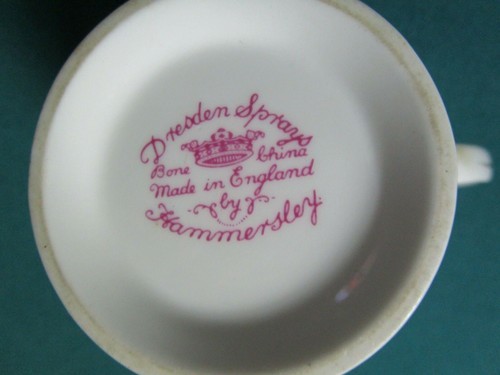 Dresden Sprays
Bone China
Made in England
by
Hammersley